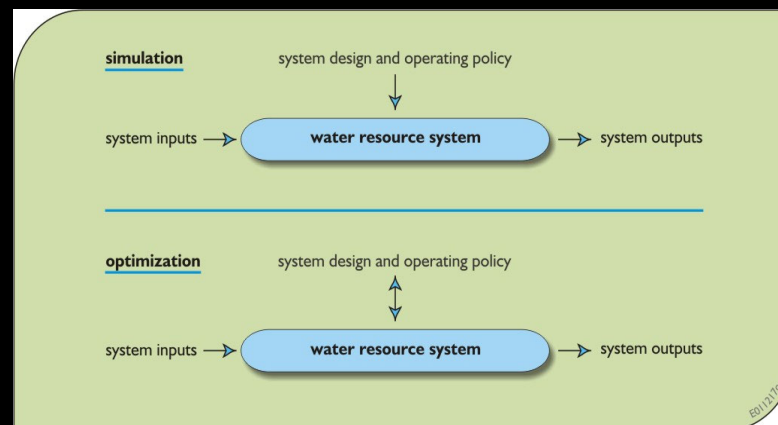 simulation
system design and operating policy
system inputs
water resource system
system outputs
optimization
system design and operating policy
system inputs
water resource system
system outputs